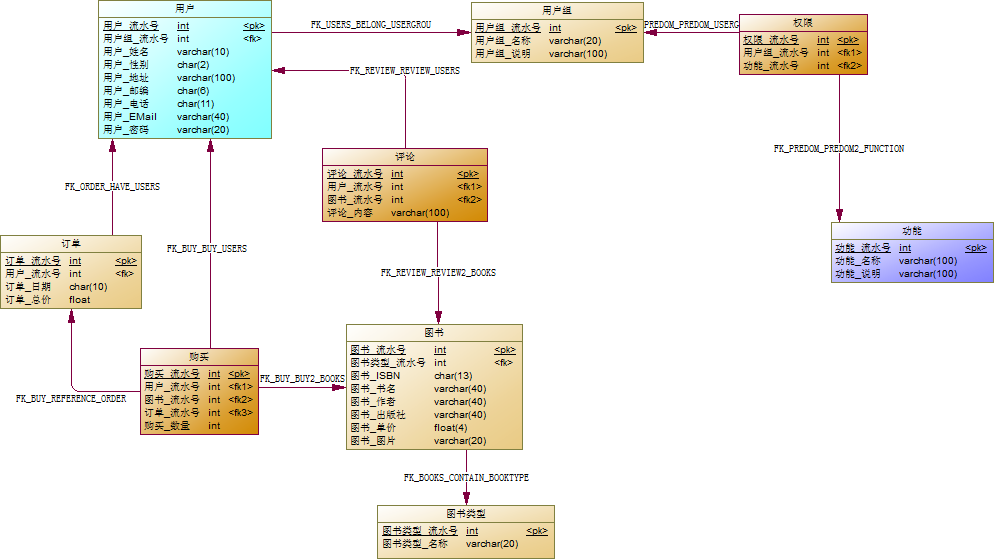 用户
用户_流水号 int <pk>
用户组_流水号 int <fk>
用户_姓名 varchar(10)
用户_性别 char(2)
用户_地址 varchar(100)
用户_邮编 char(6)
用户_电话 char(11)
用户_EMail varchar(40)
用户_密码 varchar(20)
FK_USERS_BELONG_USERGROU
用户组
用户组_流水号 int <pk>
用户组_名称 varchar(20)
用户组_说明 varchar(100)
PREDOM_PREDOM_USERG
权限
权限_流水号 int <pk>
用户组_流水号 int <fk1>
功能_流水号 int <fk2>
FK_REVIEW_REVIEW_USERS
FK_PREDOM_PREDOM2_FUNCTION
评论
评论_流水号 int <pk>
用户_流水号 int <fk1>
图书_流水号 int <fk2>
评论_内容 varchar(100)
FK_ORDER_HAVE_USERS
FK_BUY_BUY_USERS
功能
功能_流水号 int <pk>
功能_名称 varchar(100)
功能_说明 varchar(100)
订单
订单_流水号 int <pk>
用户_流水号 int <fk>
订单_日期 char(10)
订单_总价 float
FK_REVIEW_REVIEW2_BOOKS
图书
图书_流水号 int <pk>
图书类型_流水号 int <fk>
图书_ISBN char(13)
图书_书名 varchar(40)
图书_作者 varchar(40)
图书_出版社 varchar(40)
图书_单价 float(4)
图书_图片 varchar(20)
购买
购买_流水号 int <pk>
用户_流水号 int <fk1>
图书_流水号 int <fk2>
订单_流水号 int <fk3>
购买_数量 int
FK_BUY_BUY2_BOOKS
FK_BUY_REFERENCE_ORDER
FK_BOOKS_CONTAIN_BOOKTYPE
图书类型
图书类型_流水号 int <pk>
图书类型_名称 varchar(20)